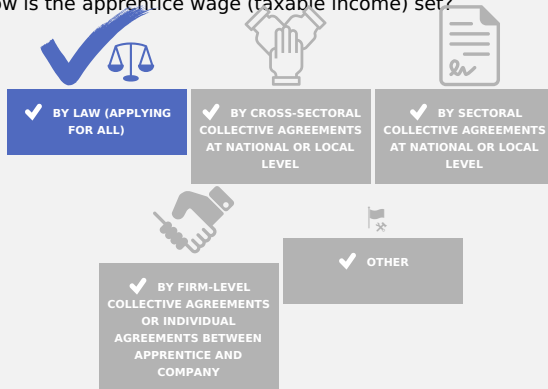 ow is the apprentice wage (taxable income) set?
BY LAW (APPLYING
FOR ALL)
BY CROSS-SECTORAL
COLLECTIVE AGREEMENTS
AT NATIONAL OR LOCAL
LEVEL
BY SECTORAL
COLLECTIVE AGREEMENTS
AT NATIONAL OR LOCAL
LEVEL
BY FIRM-LEVEL
COLLECTIVE AGREEMENTS
OR INDIVIDUAL
AGREEMENTS BETWEEN
APPRENTICE AND
COMPANY
OTHER